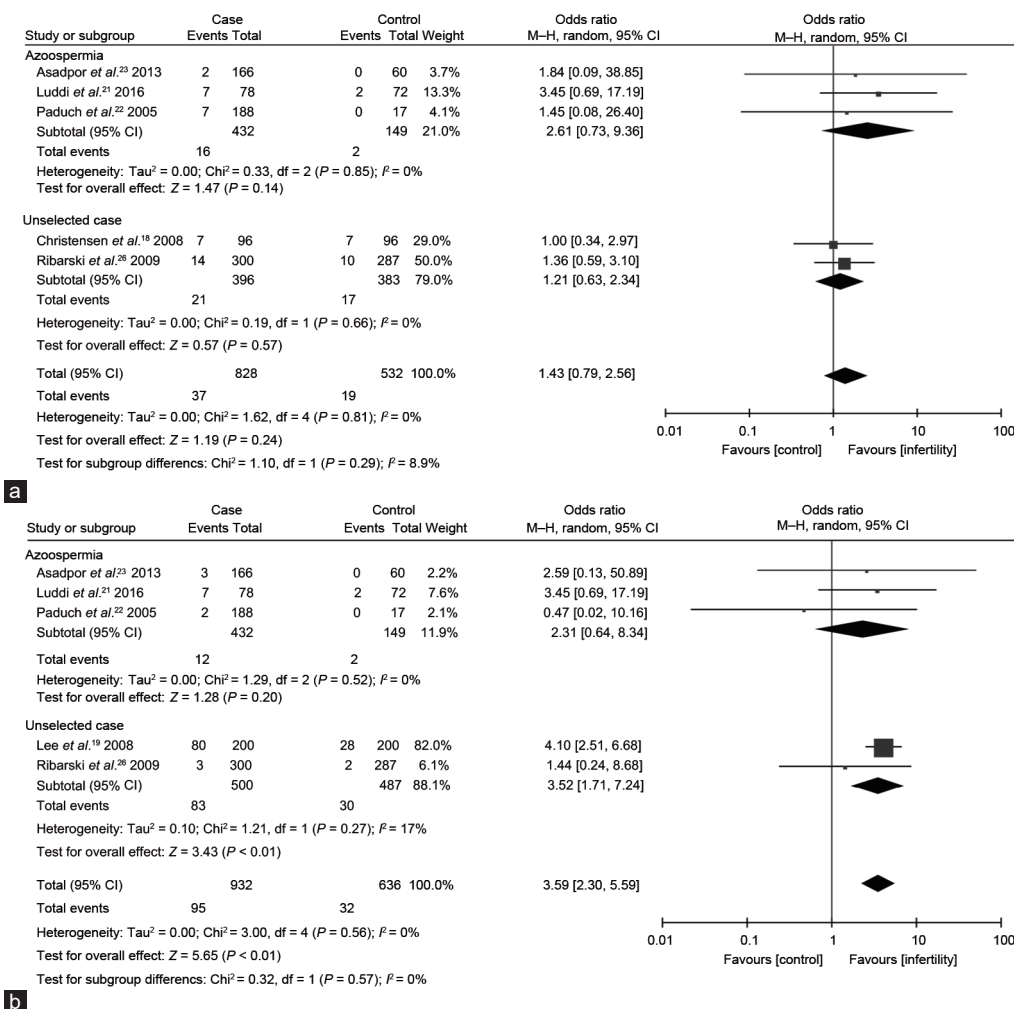 Case Control Odds ratio Odds ratio
Study or subgroup Events Total Events Total Weight M–H, random, 95% CI M–H, random, 95% CI
Azoospermia
Asadpor et al.²³ 2013 2 166 0 60 3.7% 1.84 [0.09, 38.85]
Luddi et al.²¹ 2016 7 78 2 72 13.3% 3.45 [0.69, 17.19]
Paduch et al.²² 2005 7 188 0 17 4.1% 1.45 [0.08, 26.40]
Subtotal (95% CI) 432 149 21.0% 2.61 [0.73, 9.36]
Total events 16 2
Heterogeneity: Tau² = 0.00; Chi² = 0.33, df = 2 (P = 0.85); I² = 0%
Test for overall effect: Z = 1.47 (P = 0.14)
Unselected case
Christensen et al.¹⁸ 2008 7 96 7 96 29.0% 1.00 [0.34, 2.97]
Ribarski et al.²⁶ 2009 14 300 10 287 50.0% 1.36 [0.59, 3.10]
Subtotal (95% CI) 396 383 79.0% 1.21 [0.63, 2.34]
Total events 21 17
Heterogeneity: Tau² = 0.00; Chi² = 0.19, df = 1 (P = 0.66); I² = 0%
Test for overall effect: Z = 0.57 (P = 0.57)
Total (95% CI) 828 532 100.0% 1.43 [0.79, 2.56]
Total events 37 19
Heterogeneity: Tau² = 0.00; Chi² = 1.62, df = 4 (P = 0.81); I² = 0%
Test for overall effect: Z = 1.19 (P = 0.24)
Test for subgroup differencs: Chi² = 1.10, df = 1 (P = 0.29); I² = 8.9%
0.01 0.1 1 10 100
Favours [control] Favours [infertility]
a
Case Control Odds ratio Odds ratio
Study or subgroup Events Total Events Total Weight M–H, random, 95% CI M–H, random, 95% CI
Azoospermia
Asadpor et al.²³ 2013 3 166 0 60 2.2% 2.59 [0.13, 50.89]
Luddi et al.²¹ 2016 7 78 2 72 7.6% 3.45 [0.69, 17.19]
Paduch et al.²² 2005 2 188 0 17 2.1% 0.47 [0.02, 10.16]
Subtotal (95% CI) 432 149 11.9% 2.31 [0.64, 8.34]
Total events 12 2
Heterogeneity: Tau² = 0.00; Chi² = 1.29, df = 2 (P = 0.52); I² = 0%
Test for overall effect: Z = 1.28 (P = 0.20)
Unselected case
Lee et al.¹⁹ 2008 80 200 28 200 82.0% 4.10 [2.51, 6.68]
Ribarski et al.²⁶ 2009 3 300 2 287 6.1% 1.44 [0.24, 8.68]
Subtotal (95% CI) 500 487 88.1% 3.52 [1.71, 7.24]
Total events 83 30
Heterogeneity: Tau² = 0.10; Chi² = 1.21, df = 1 (P = 0.27); I² = 17%
Test for overall effect: Z = 3.43 (P < 0.01)
Total (95% CI) 932 636 100.0% 3.59 [2.30, 5.59]
Total events 95 32
Heterogeneity: Tau² = 0.00; Chi² = 3.00, df = 4 (P = 0.56); I² = 0%
Test for overall effect: Z = 5.65 (P < 0.01)
Test for subgroup differencs: Chi² = 0.32, df = 1 (P = 0.57); I² = 0%
0.01 0.1 1 10 100
Favours [control] Favours [infertility]
b